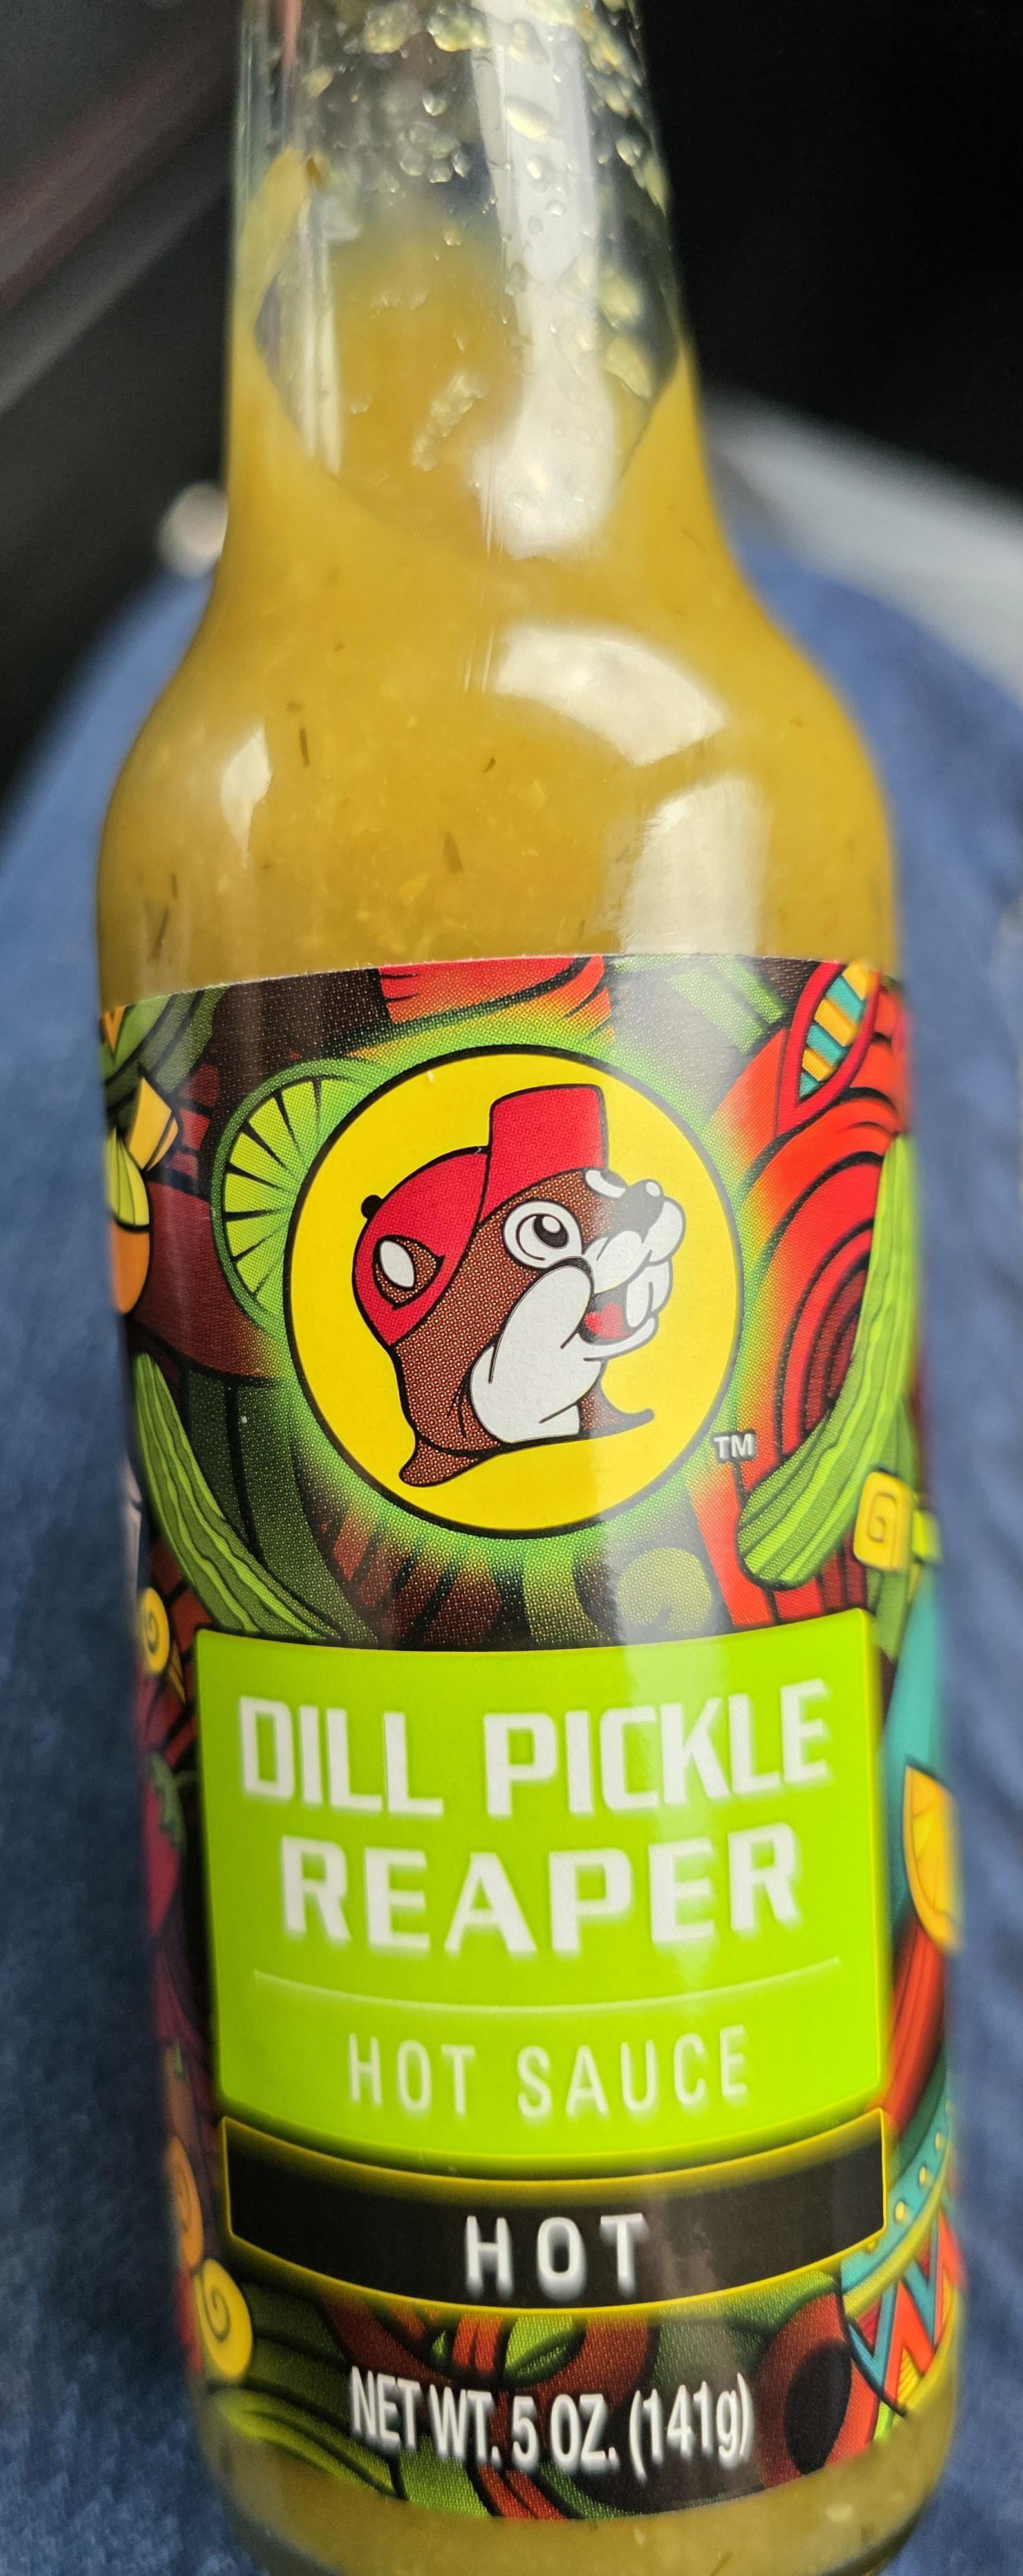 TM
DILL PICKLE
REAPER
HOT SAUCE
HOT
NET WT. 5 OZ. (141g)